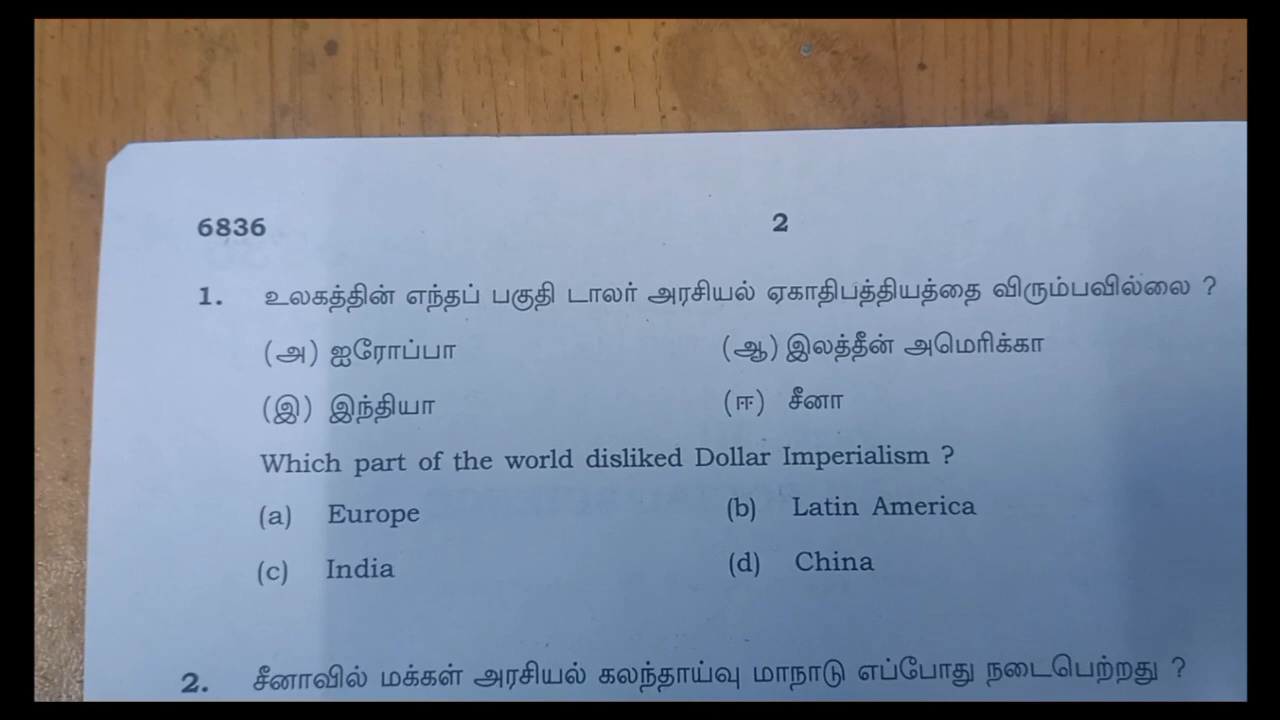 6836
2
1. உலகத்தின் எந்தப் பகுதி டாலர் அரசியல் ஏகாதிபத்தியத்தை விரும்பவில்லை ?
(அ) ஐரோப்பா (ஆ) இலத்தீன் அமெரிக்கா
(இ) இந்தியா (ஈ) சீனா
Which part of the world disliked Dollar Imperialism ?
(a) Europe (b) Latin America
(c) India (d) China
2. சீனாவில் மக்கள் அரசியல் கலந்தாய்வு மாநாடு எப்போது நடைபெற்றது ?